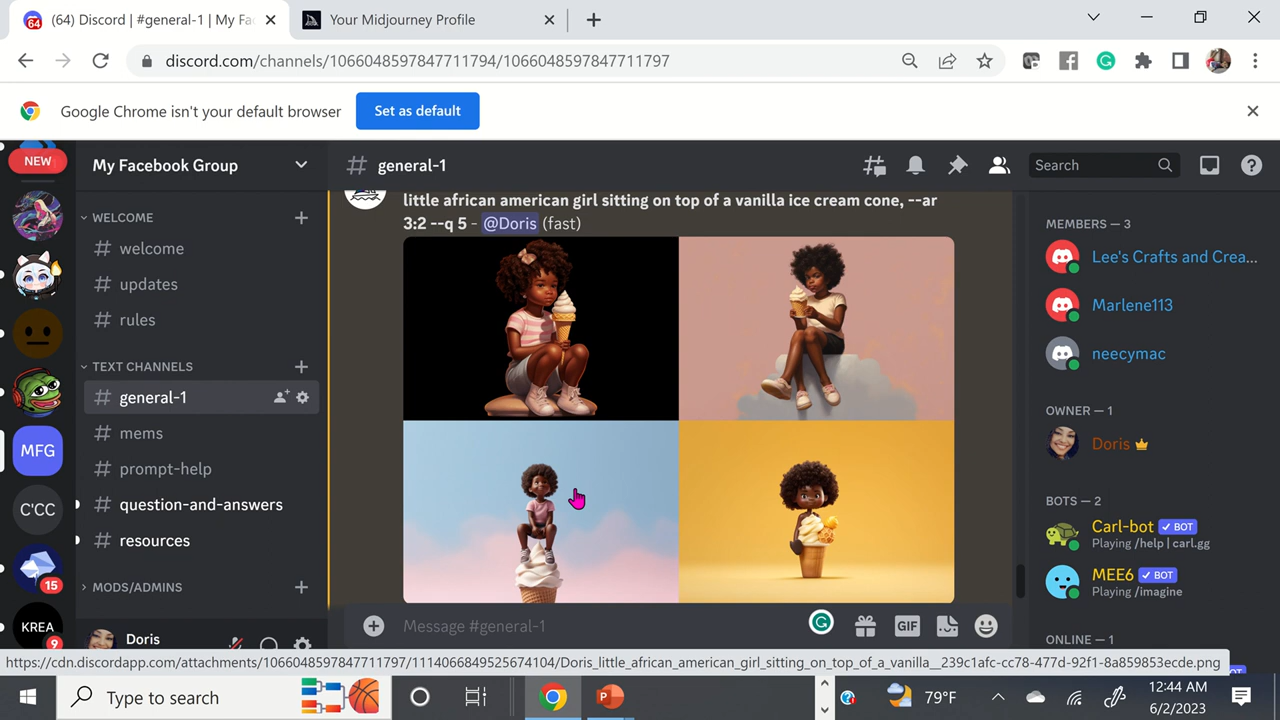 (64) Discord | #general-1 | My Fa
Your Midjourney Profile
discord.com/channels/1066048597847711794/1066048597847711797
Google Chrome isn't your default browser
Set as default
NEW
My Facebook Group
general-1
Search
WELCOME
welcome
updates
rules
TEXT CHANNELS
general-1
mems
prompt-help
question-and-answers
resources
MODS/ADMINS
MFG
C'CC
15
KREA
9
Doris
little african american girl sitting on top of a vanilla ice cream cone, --ar
3:2 --q 5 - @Doris (fast)
Message #general-1
GIF
MEMBERS — 3
Lee's Crafts and Crea...
Marlene113
neecymac
OWNER — 1
Doris
BOTS — 2
Carl-bot BOT
Playing /help | carl.gg
MEE6 BOT
Playing /imagine
ONLINE — 1
https://cdn.discordapp.com/attachments/1066048597847711797/1114066849525674104/Doris_little_african_american_girl_sitting_on_top_of_a_vanilla__239c1afc-cc78-477d-92f1-8a859853ecde.png
Type to search
79°F
12:44 AM
6/2/2023